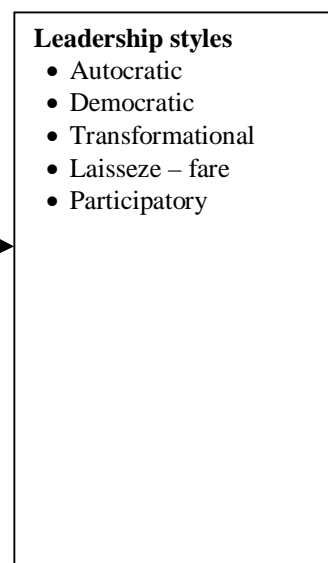 Leadership styles
• Autocratic
• Democratic
• Transformational
• Laisseze – fare
• Participatory